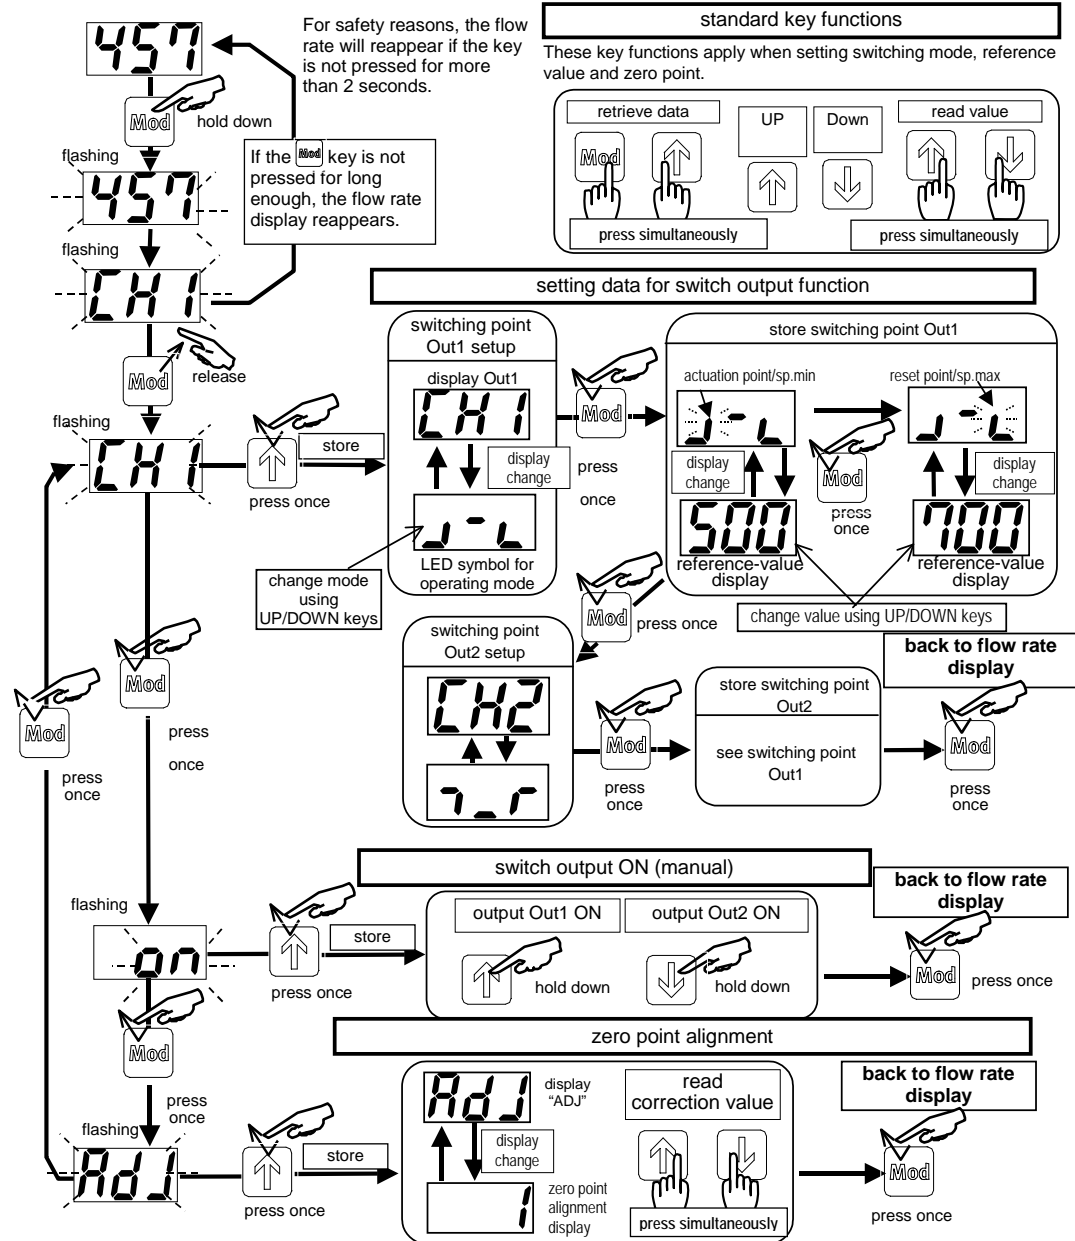 For safety reasons, the flow
rate will reappear if the key
is not pressed for more
than 2 seconds.
standard key functions
These key functions apply when setting switching mode, reference
value and zero point.
retrieve data
UP
Down
read value
Mod
press simultaneously
press simultaneously
457
Mod
hold down
flashing
457
If the Mod key is not
pressed for long
enough, the flow rate
display reappears.
flashing
CH1
Mod
release
setting data for switch output function
flashing
CH1
press once
store
switching point
Out1 setup
display Out1
CH1
display
change
LED symbol for
operating mode
change mode
using
UP/DOWN keys
Mod
press
once
store switching point Out1
actuation point/sp.min
reset point/sp.max
display
change
Mod
press
once
display
change
500
700
reference-value
display
reference-value
display
change value using UP/DOWN keys
Mod
press once
switching point
Out2 setup
CH2
Mod
press
once
store switching point
Out2
see switching point
Out1
back to flow rate
display
Mod
press
once
Mod
press
once
Mod
press
once
switch output ON (manual)
flashing
on
press once
store
output Out1 ON
output Out2 ON
hold down
hold down
back to flow rate
display
Mod
press once
Mod
press
once
zero point alignment
flashing
AdJ
press once
store
AdJ
display
"ADJ"
display
change
1
zero point
alignment
display
read
correction value
press simultaneously
back to flow rate
display
Mod
press once